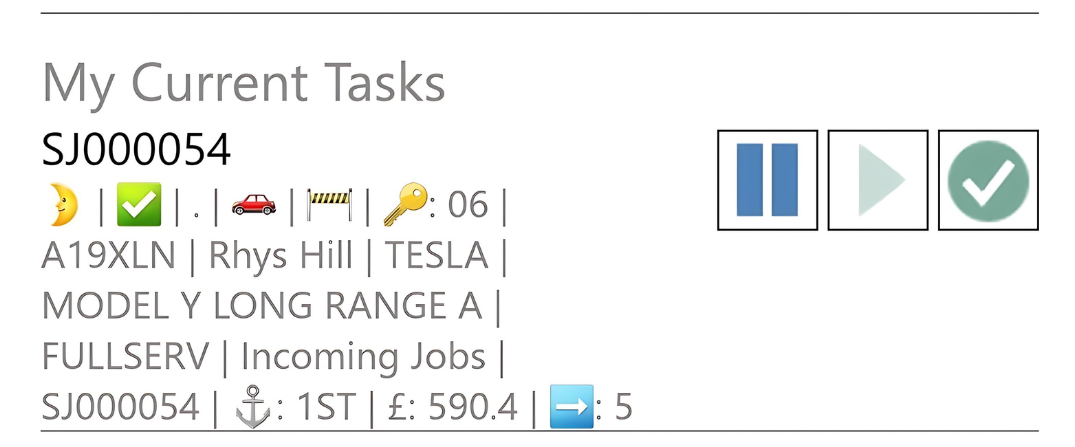 My Current Tasks
SJ000054
🌛 | ✅ | . | 🚗 | 🚧 | 🔑: 06 |
A19XLN | Rhys Hill | TESLA |
MODEL Y LONG RANGE A |
FULLSERV | Incoming Jobs |
SJ000054 | ⚓: 1ST | £: 590.4 | ➡: 5